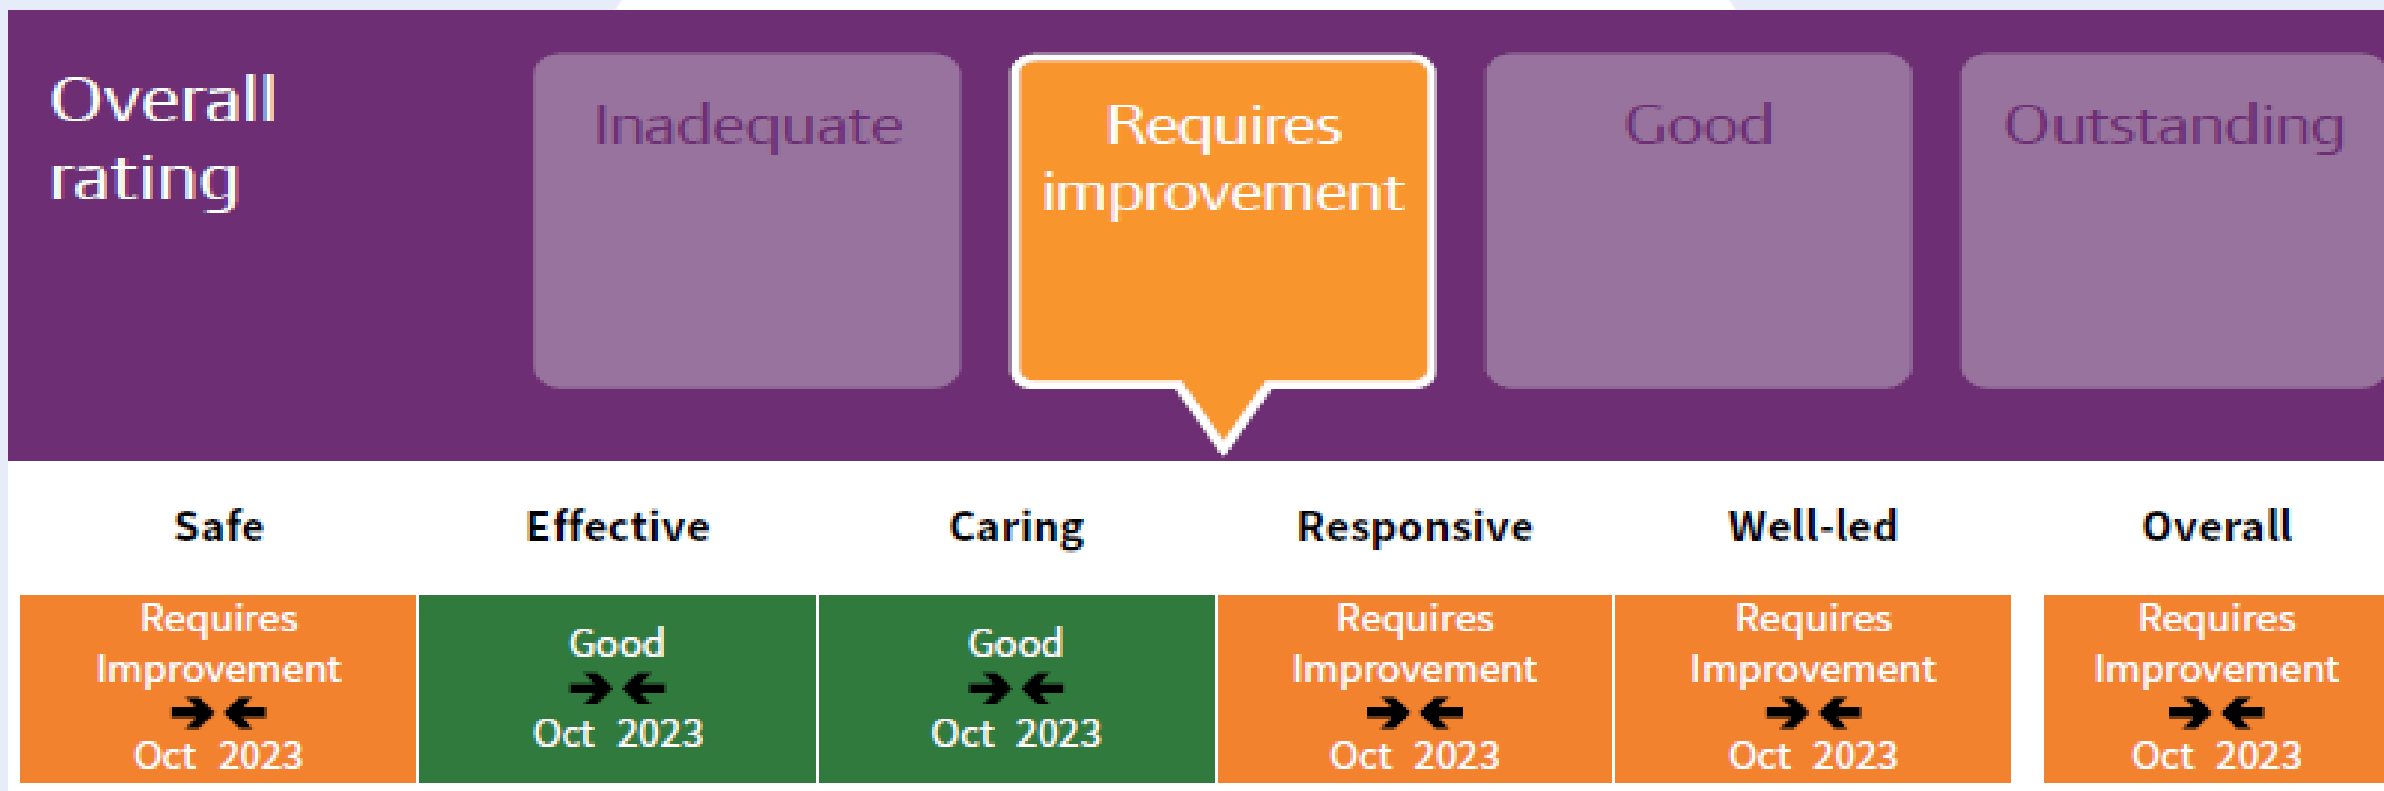 Overall
rating
Inadequate
Requires
improvement
Good
Outstanding
Safe
Effective
Caring
Responsive
Well-led
Overall
Requires
Improvement
→←
Oct 2023
Good
→←
Oct 2023
Good
→←
Oct 2023
Requires
Improvement
→←
Oct 2023
Requires
Improvement
→←
Oct 2023
Requires
Improvement
→←
Oct 2023